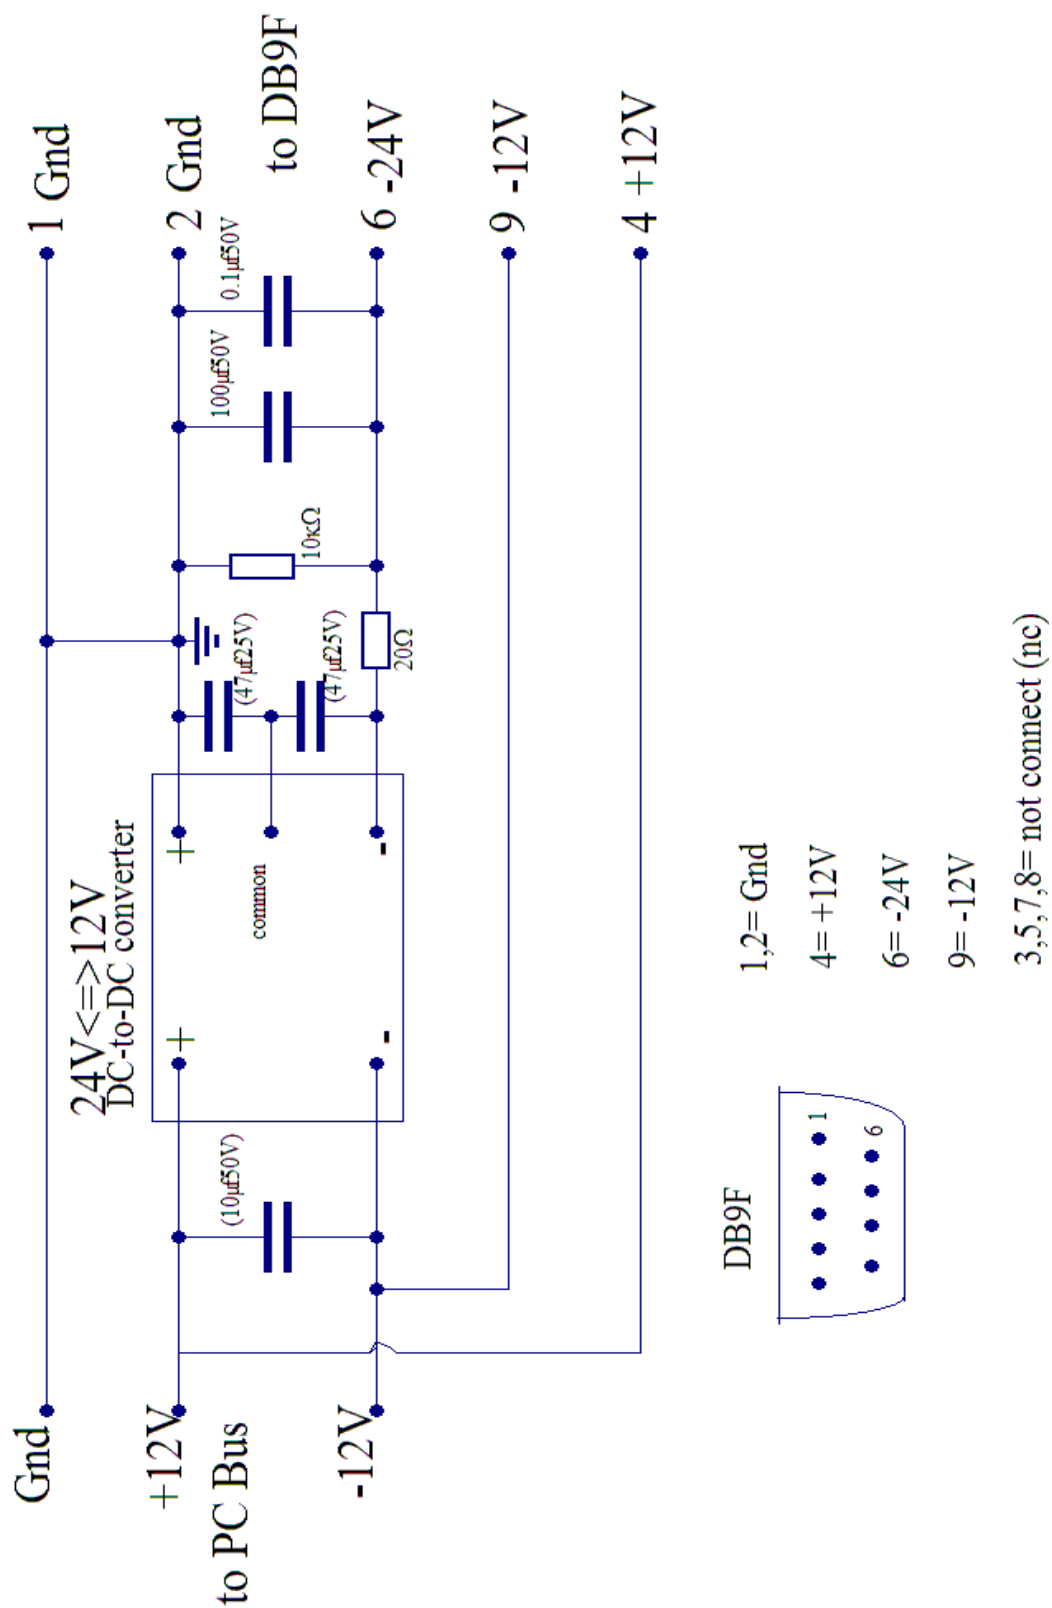 Gnd
1 Gnd
24V<=>12V
DC-to-DC converter
+12V
to PC Bus
-12V
(10µf50V)
+
-
+
common
-
(47µf25V)
(47µf25V)
20Ω
10κΩ
100µf50V
0.1µf50V
2 Gnd
to DB9F
6 -24V
9 -12V
4 +12V
DB9F
1
6
1,2= Gnd
4= +12V
6= -24V
9= -12V
3,5,7,8= not connect (nc)